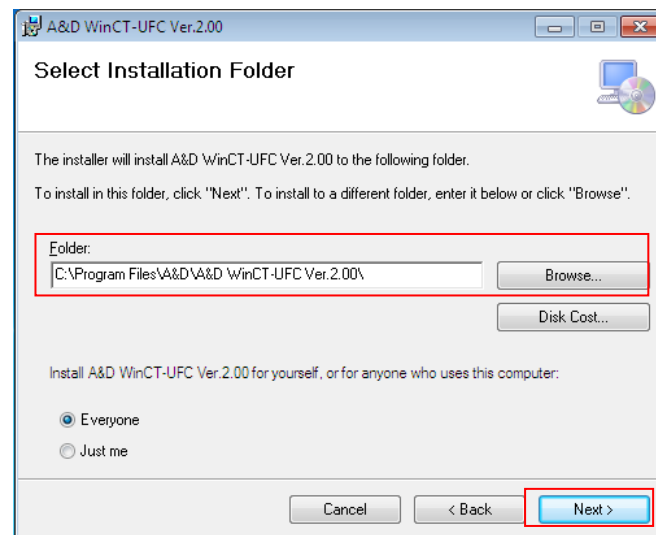 A&D WinCT-UFC Ver.2.00
Select Installation Folder
The installer will install A&D WinCT-UFC Ver.2.00 to the following folder.
To install in this folder, click "Next". To install to a different folder, enter it below or click "Browse".
Folder:
C:\Program Files\A&D\A&D WinCT-UFC Ver.2.00\
Browse...
Disk Cost...
Install A&D WinCT-UFC Ver.2.00 for yourself, or for anyone who uses this computer:
Everyone
Just me
Cancel
< Back
Next >